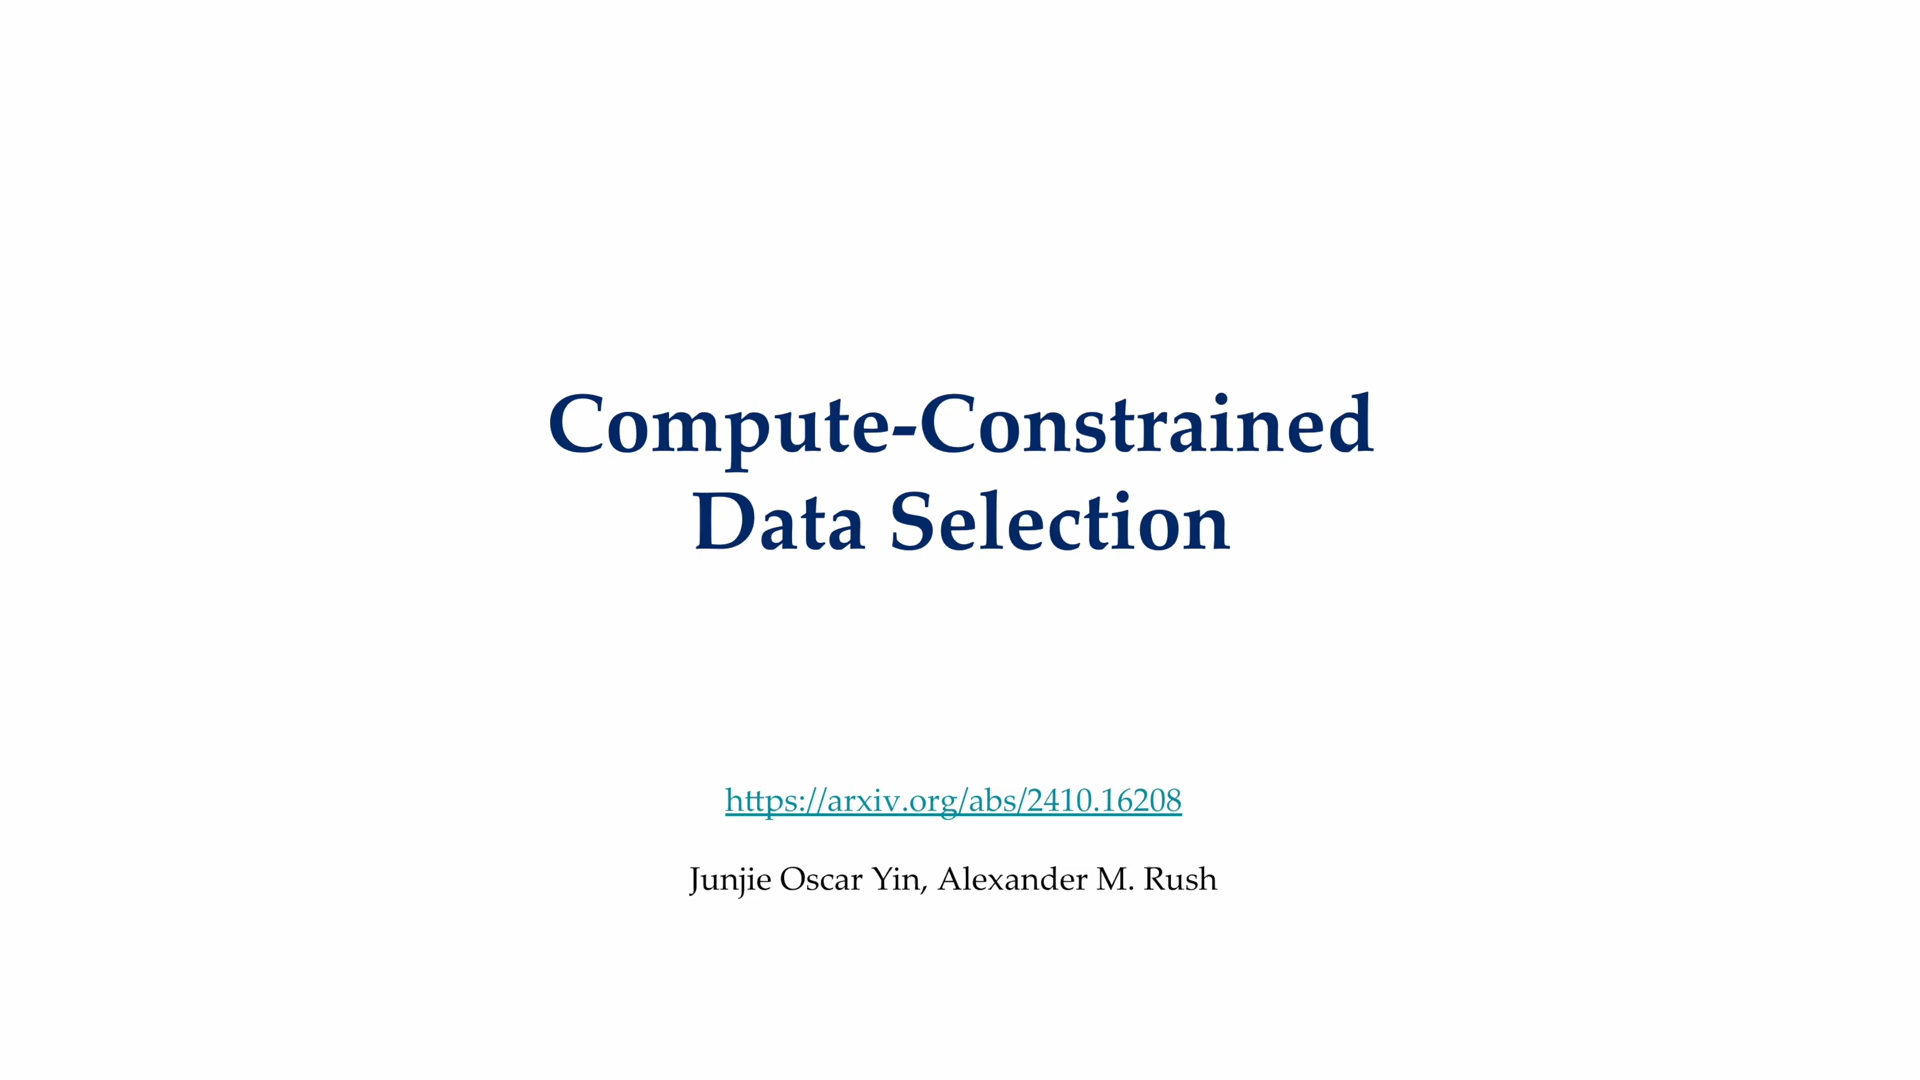 Compute-Constrained
Data Selection
https://arxiv.org/abs/2410.16208
Junjie Oscar Yin, Alexander M. Rush